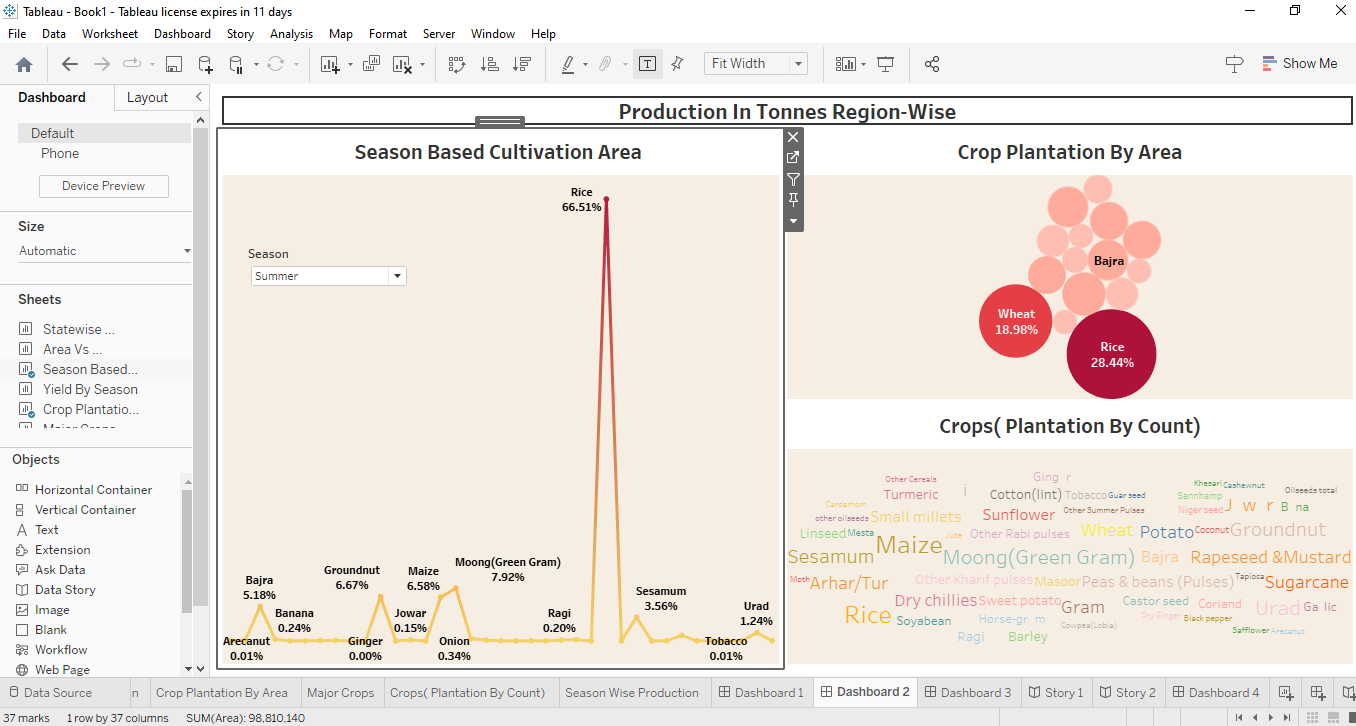 Tableau - Book1 - Tableau license expires in 11 days
File Data Worksheet Dashboard Story Analysis Map Format Server Window Help
Fit Width
Show Me
Dashboard Layout
Default
Phone
Device Preview
Size
Automatic
Sheets
Statewise ...
Area Vs ...
Season Based...
Yield By Season
Crop Plantatio...
Objects
Horizontal Container
Vertical Container
Text
Extension
Ask Data
Data Story
Image
Blank
Workflow
Web Page
Production In Tonnes Region-Wise
Season Based Cultivation Area
Season
Summer
Rice
66.51%
Bajra
5.18%
Banana
0.24%
Arecanut
0.01%
Groundnut
6.67%
Ginger
0.00%
Jowar
0.15%
Maize
6.58%
Onion
0.34%
Moong(Green Gram)
7.92%
Ragi
0.20%
Sesamum
3.56%
Tobacco
0.01%
Urad
1.24%
Crop Plantation By Area
Bajra
Wheat
18.98%
Rice
28.44%
Crops( Plantation By Count)
Other Cereals
Ging r
Khesari
Cashewnut
Turmeric
i
Cotton(lint)
Tobacco
Guar seed
Sannhamp
Oilseeds total
Cardamom
Small millets
Sunflower
Other Summer Pulses
Niger seed
J w r
B na
other oilseeds
Linseed
Mesta
Jute
Other Rabi pulses
Wheat
Potato
Coconut
Groundnut
Sesamum
Maize
Moong(Green Gram)
Bajra
Rapeseed &Mustard
Moth
Arhar/Tur
Other Kharif pulses
Masoor
Peas & beans (Pulses)
Tapioca
Sugarcane
Rice
Dry chillies
Sweet potato
Gram
Castor seed
Coriand
Urad
Ga lic
Soyabean
Horse-gr m
Cowpea(Lobia)
Dry Ginger
Black pepper
Ragi
Barley
Safflower
Arecanut
Data Source n Crop Plantation By Area Major Crops Crops( Plantation By Count) Season Wise Production Dashboard 1 Dashboard 2 Dashboard 3 Story 1 Story 2 Dashboard 4
37 marks 1 row by 37 columns SUM(Area): 98,810,140